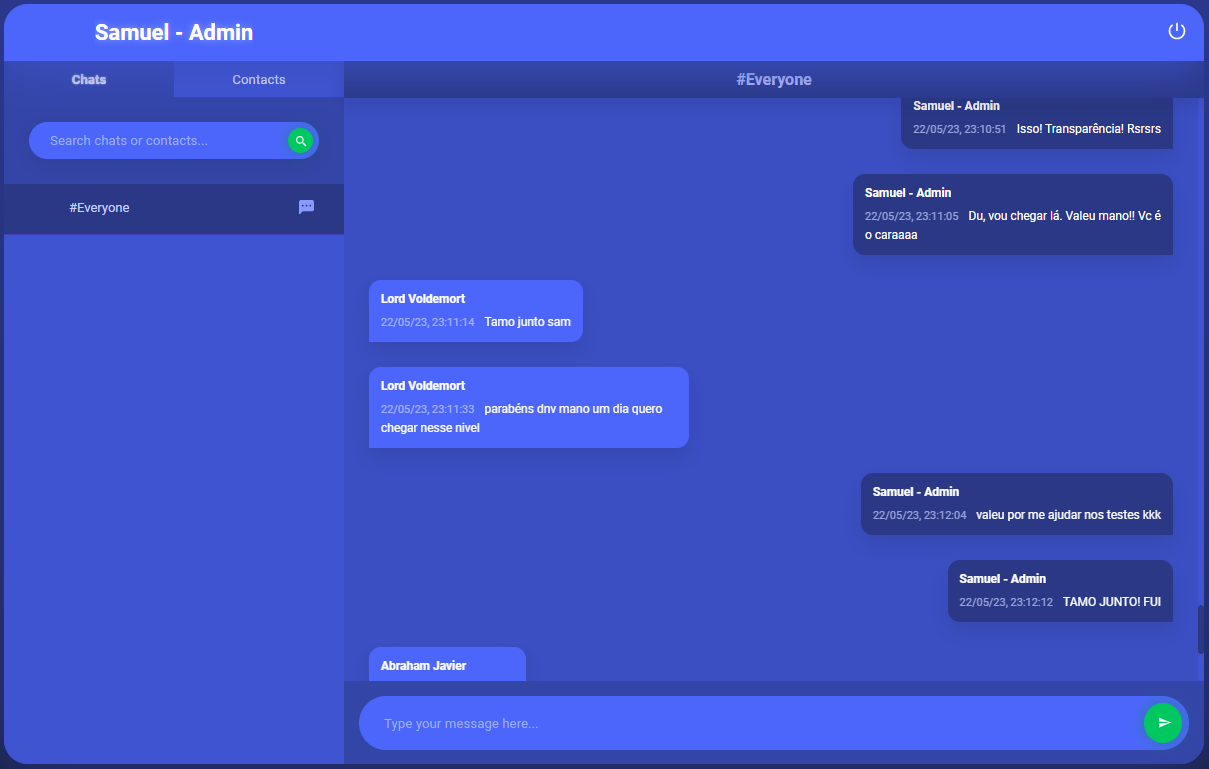 Samuel - Admin
Chats
Contacts
Search chats or contacts...
#Everyone
#Everyone
Samuel - Admin
22/05/23, 23:10:51 Isso! Transparência! Rsrsrs
Samuel - Admin
22/05/23, 23:11:05 Du, vou chegar lá. Valeu mano!! Vc é
o caraaaa
Lord Voldemort
22/05/23, 23:11:14 Tamo junto sam
Lord Voldemort
22/05/23, 23:11:33 parabéns dnv mano um dia quero
chegar nesse nivel
Samuel - Admin
22/05/23, 23:12:04 valeu por me ajudar nos testes kkk
Samuel - Admin
22/05/23, 23:12:12 TAMO JUNTO! FUI
Abraham Javier
Type your message here...